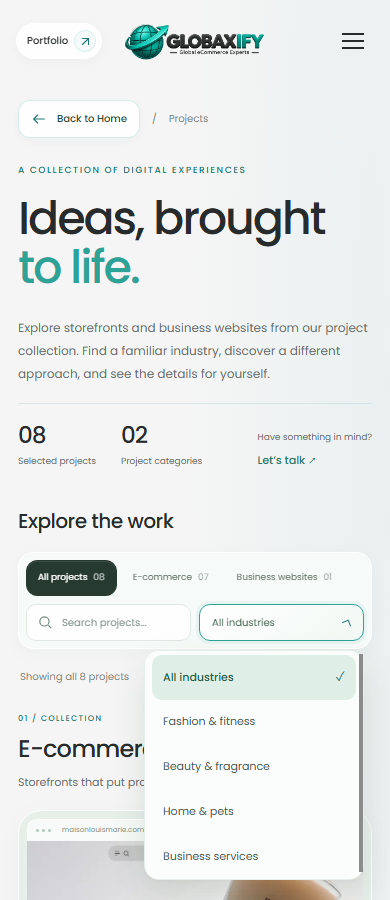 Portfolio
GLOBAXIFY
Global eCommerce Experts
Back to Home / Projects
A COLLECTION OF DIGITAL EXPERIENCES
Ideas, brought
to life.
Explore storefronts and business websites from our project
collection. Find a familiar industry, discover a different
approach, and see the details for yourself.
08
Selected projects
02
Project categories
Have something in mind?
Let's talk ↗
Explore the work
All projects 08
E-commerce 07
Business websites 01
Search projects...
All industries
Showing all 8 projects
All industries ✓
Fashion & fitness
Beauty & fragrance
Home & pets
Business services
01 / COLLECTION
E-commer
Storefronts that put pro
maisonlouismarie.com